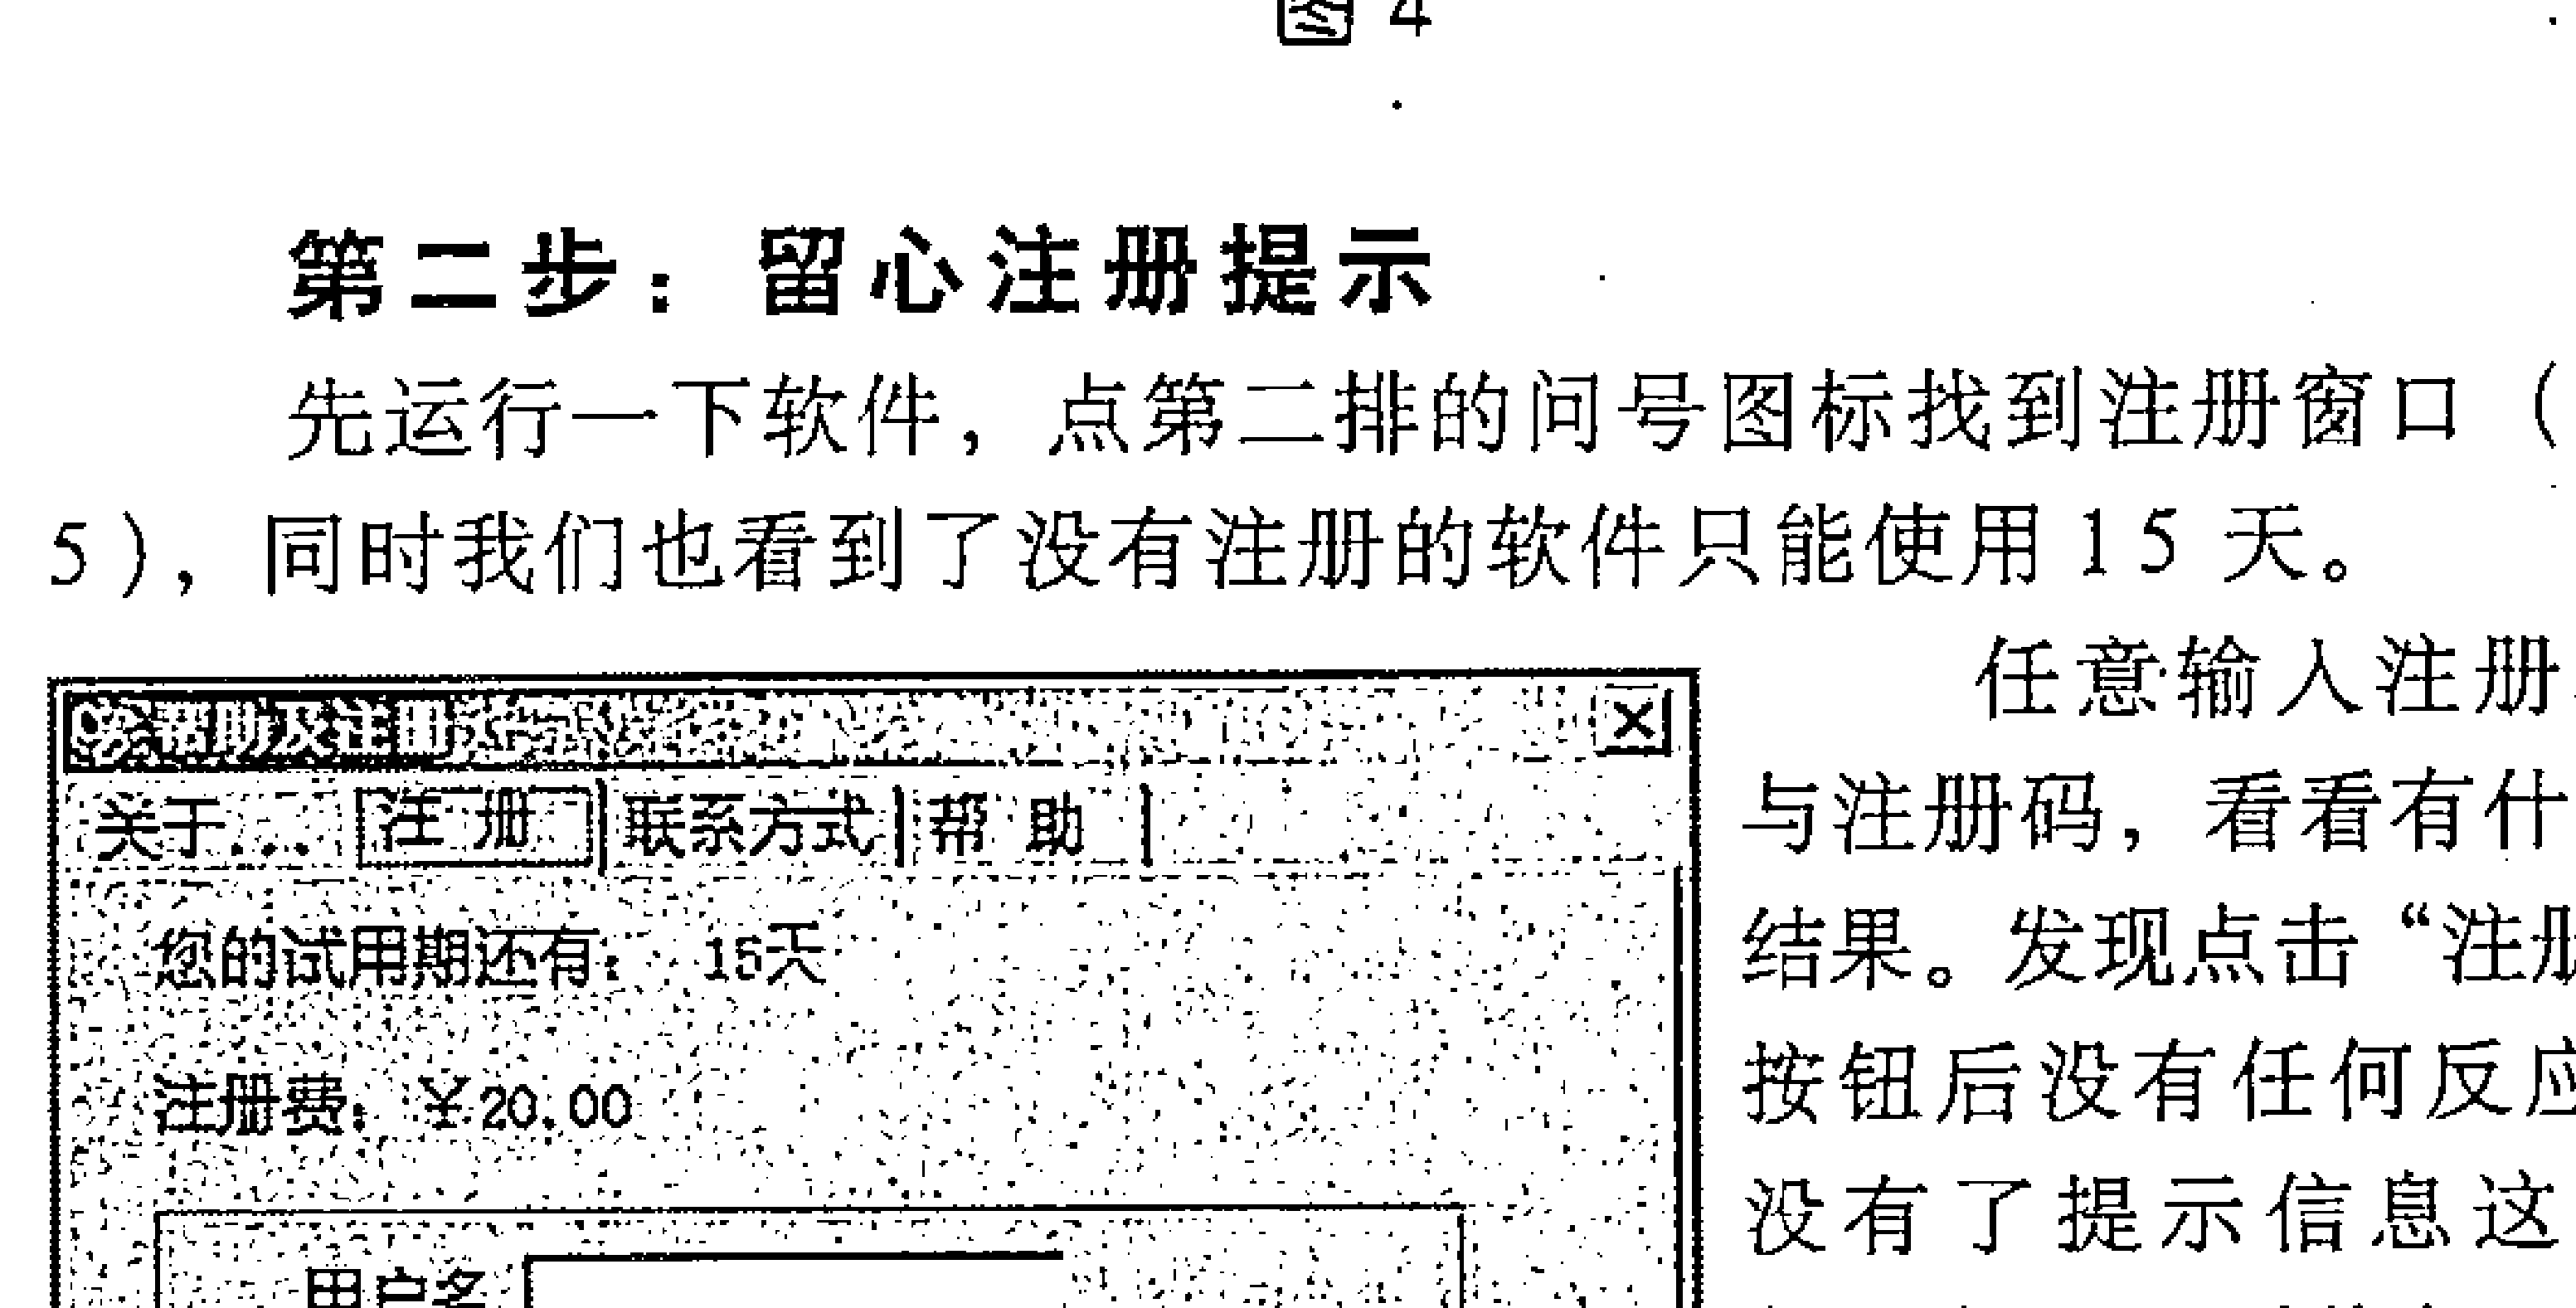 图 4
第二步：留心注册提示
先运行一下软件，点第二排的问号图标找到注册窗口（
5），同时我们也看到了没有注册的软件只能使用 15 天。
帮助及注册
关于... 注 册 联系方式 帮 助
您的试用期还有： 15天
注册费： ￥20.00
用户名
任意输入注册
与注册码，看看有什
结果。发现点击“注册
按钮后没有任何反应
没有了提示信息这